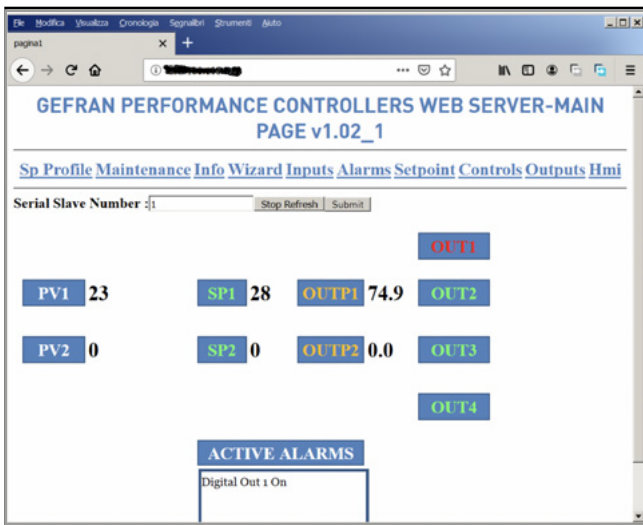 File Modifica Visualizza Cronologia Segnalibri Strumenti Aiuto
pagina1
GEFRAN PERFORMANCE CONTROLLERS WEB SERVER-MAIN
PAGE v1.02_1
Sp Profile Maintenance Info Wizard Inputs Alarms Setpoint Controls Outputs Hmi
Serial Slave Number : 1 Stop Refresh Submit
OUT1
PV1 23 SP1 28 OUTP1 74.9 OUT2
PV2 0 SP2 0 OUTP2 0.0 OUT3
OUT4
ACTIVE ALARMS
Digital Out 1 On